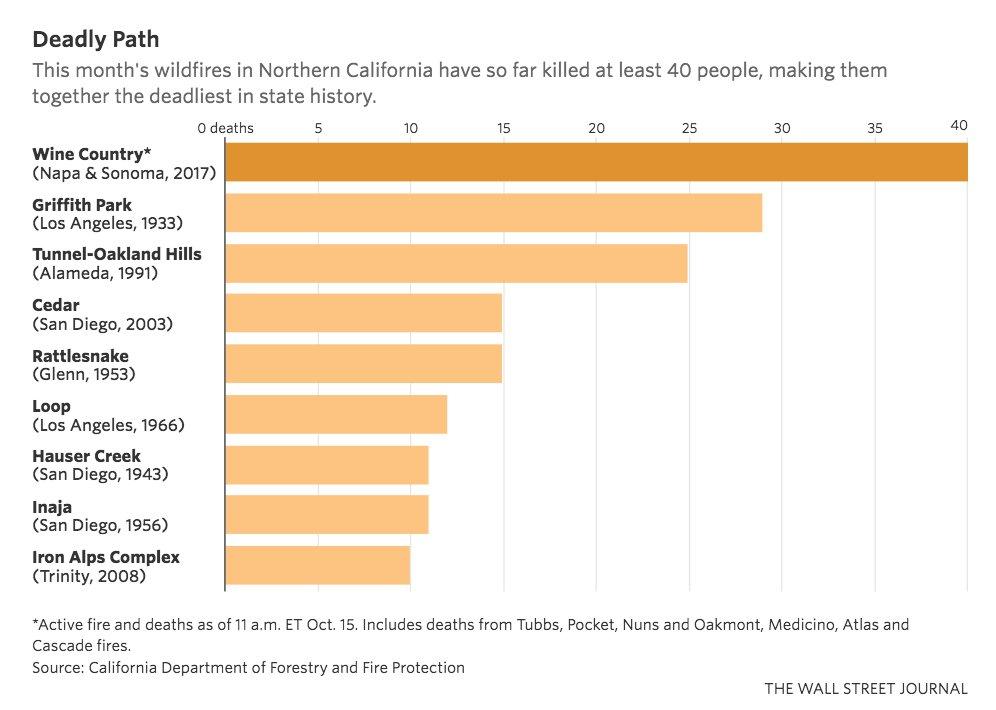 Deadly Path
This month's wildfires in Northern California have so far killed at least 40 people, making them
together the deadliest in state history.
0 deaths 5 10 15 20 25 30 35 40
Wine Country*
(Napa & Sonoma, 2017)
Griffith Park
(Los Angeles, 1933)
Tunnel-Oakland Hills
(Alameda, 1991)
Cedar
(San Diego, 2003)
Rattlesnake
(Glenn, 1953)
Loop
(Los Angeles, 1966)
Hauser Creek
(San Diego, 1943)
Inaja
(San Diego, 1956)
Iron Alps Complex
(Trinity, 2008)
*Active fire and deaths as of 11 a.m. ET Oct. 15. Includes deaths from Tubbs, Pocket, Nuns and Oakmont, Medicino, Atlas and
Cascade fires.
Source: California Department of Forestry and Fire Protection
THE WALL STREET JOURNAL